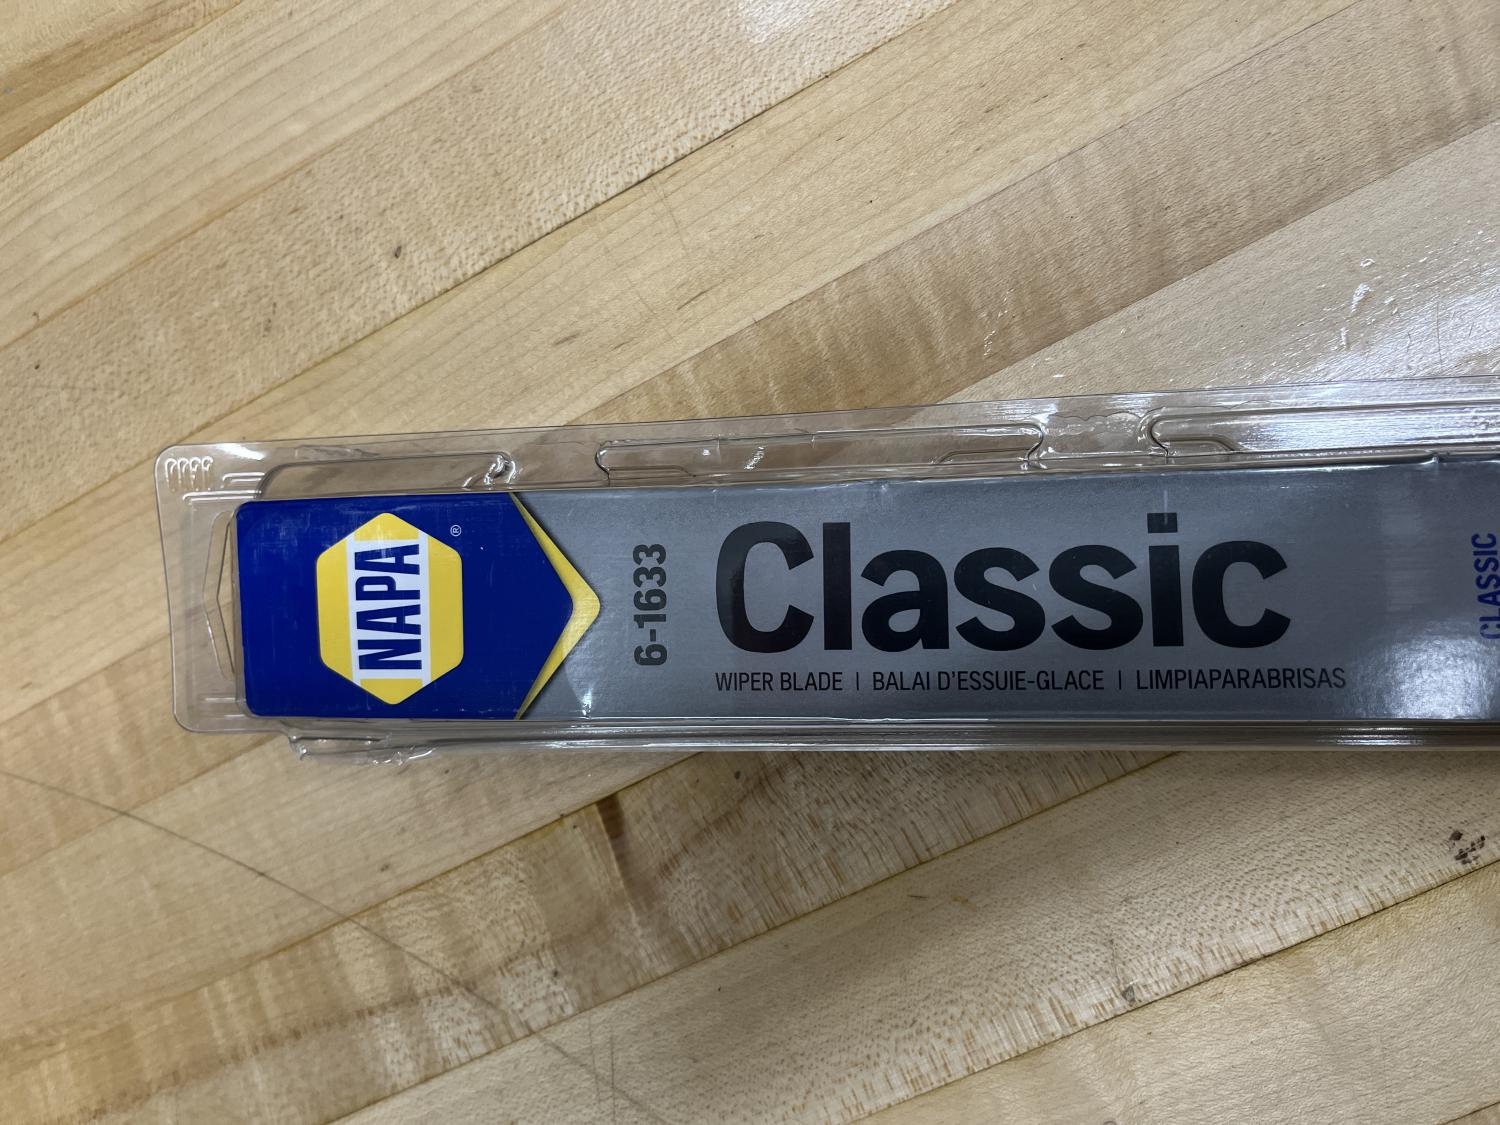 NAPA
®
6-1633
Classic
WIPER BLADE | BALAI D'ESSUIE-GLACE | LIMPIAPARABRISAS
CLASSIC